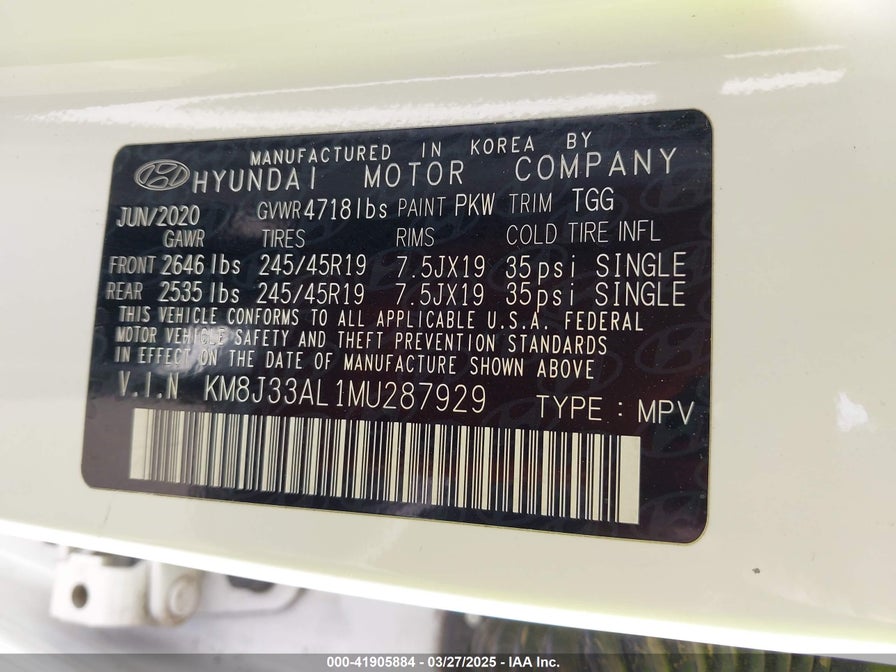 MANUFACTURED IN KOREA BY
HYUNDAI MOTOR COMPANY
JUN/2020 GVWR 4718lbs PAINT PKW TRIM TGG
GAWR TIRES RIMS COLD TIRE INFL
FRONT 2646lbs 245/45R19 7.5JX19 35psi SINGLE
REAR 2535lbs 245/45R19 7.5JX19 35psi SINGLE
THIS VEHICLE CONFORMS TO ALL APPLICABLE U.S.A. FEDERAL
MOTOR VEHICLE SAFETY AND THEFT PREVENTION STANDARDS
IN EFFECT ON THE DATE OF MANUFACTURE SHOWN ABOVE
V.I.N KM8J33AL1MU287929 TYPE : MPV
000-41905884 - 03/27/2025 - IAA Inc.